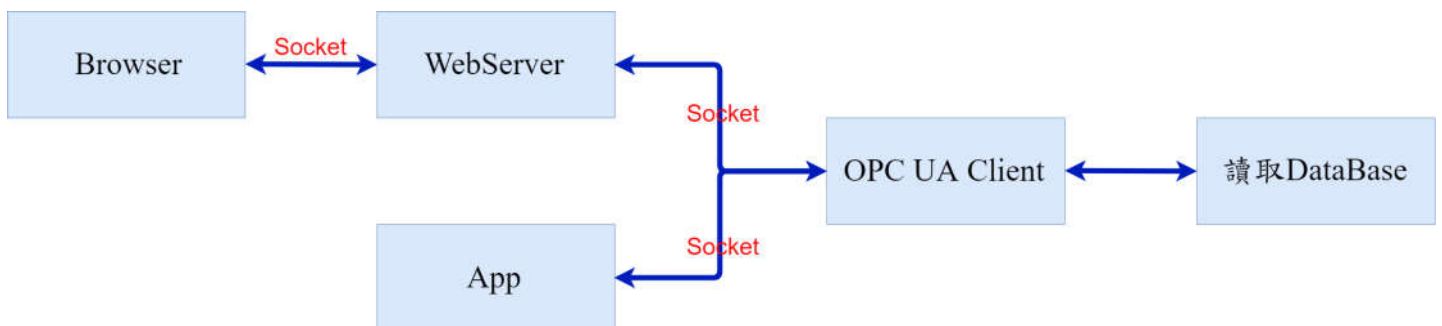 Browser
Socket
WebServer
Socket
OPC UA Client
讀取DataBase
Socket
App